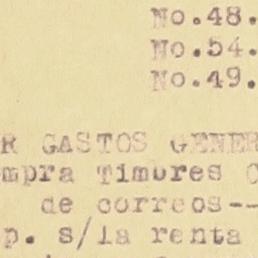 No.48.
No.54.
No.49.
R GASTOS GENER
mpra Timbres C
de correos--
p. s/la renta